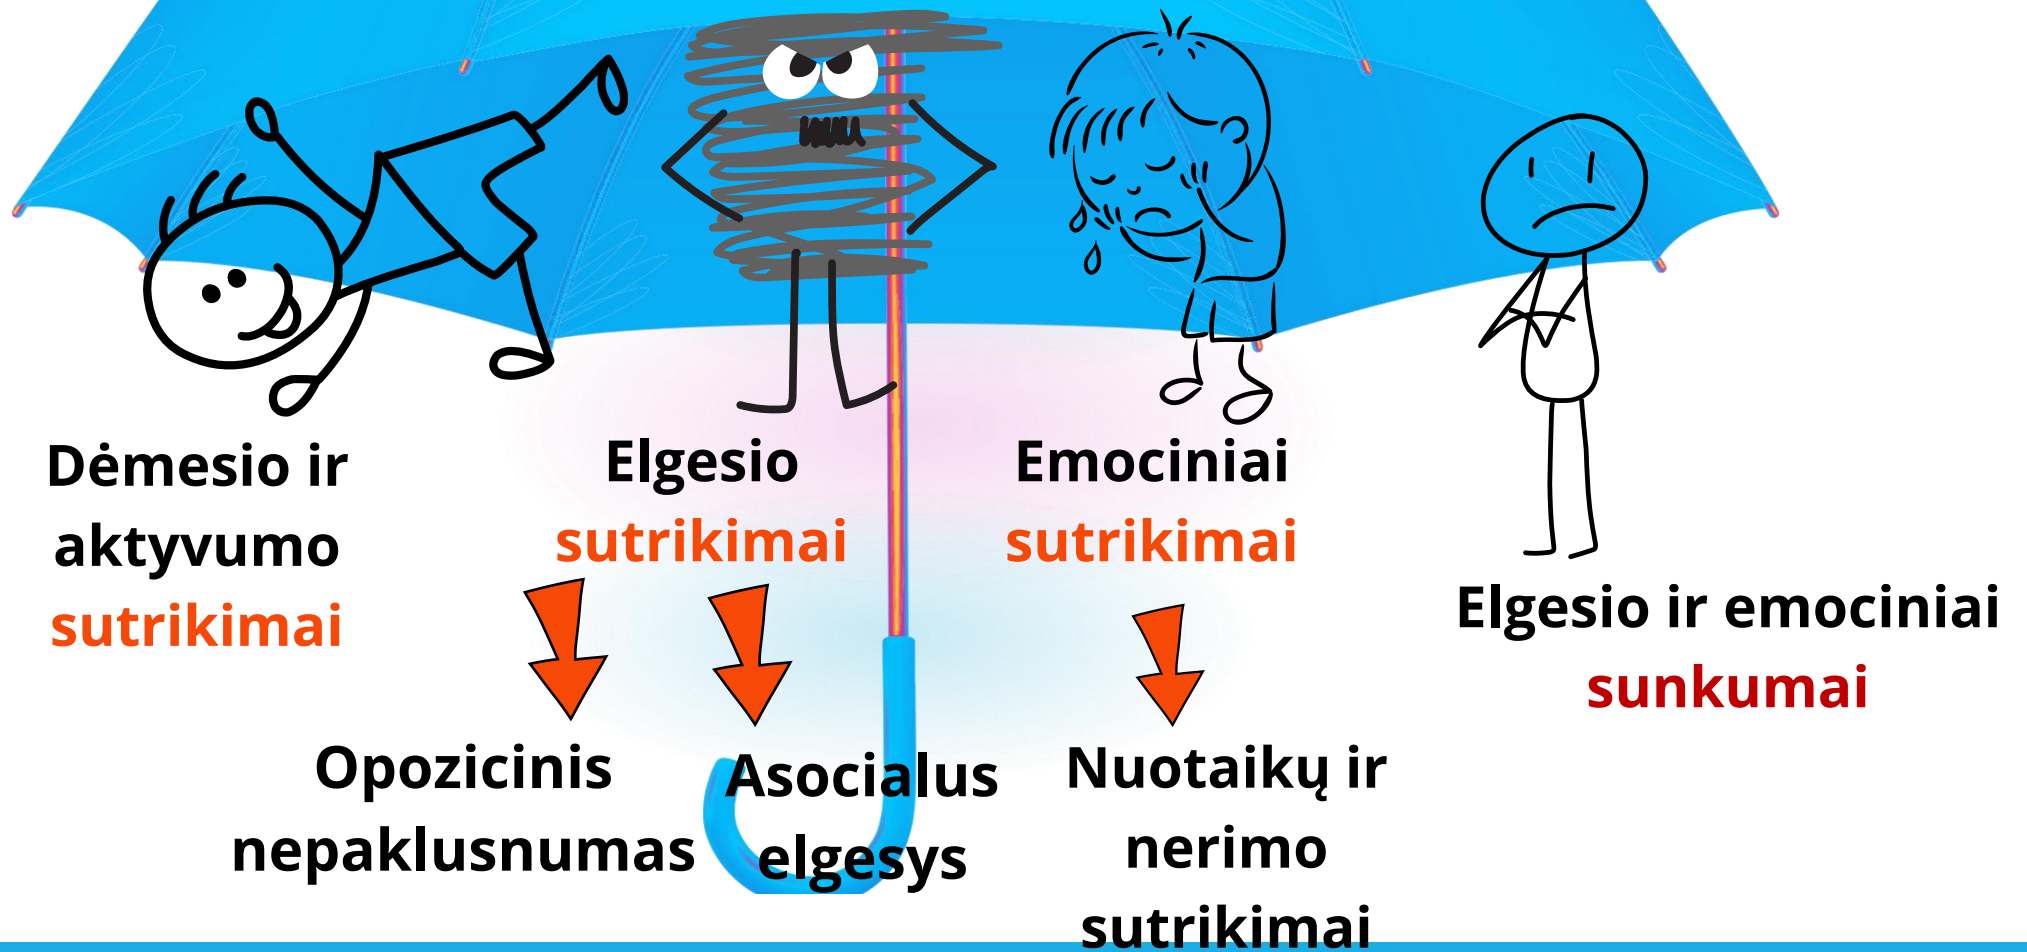 Dėmesio ir
aktyvumo
sutrikimai
Elgesio
sutrikimai
Emociniai
sutrikimai
Elgesio ir emociniai
sunkumai
Opozicinis
nepaklusnumas
Asocialus
elgesys
Nuotaikų ir
nerimo
sutrikimai